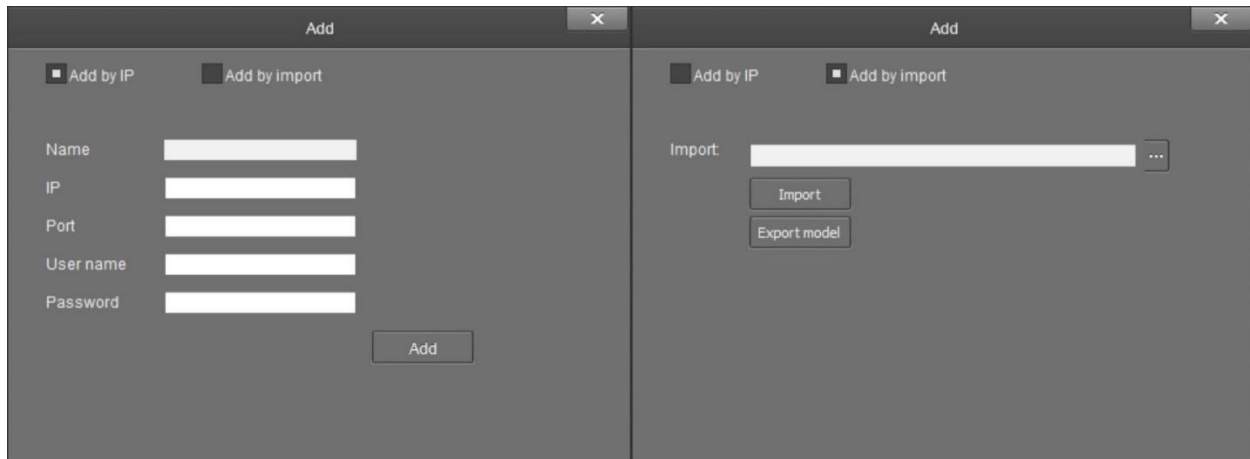 Add
Add by IP
Add by import
Name
IP
Port
User name
Password
Add
Add
Add by IP
Add by import
Import:
...
Import
Export model